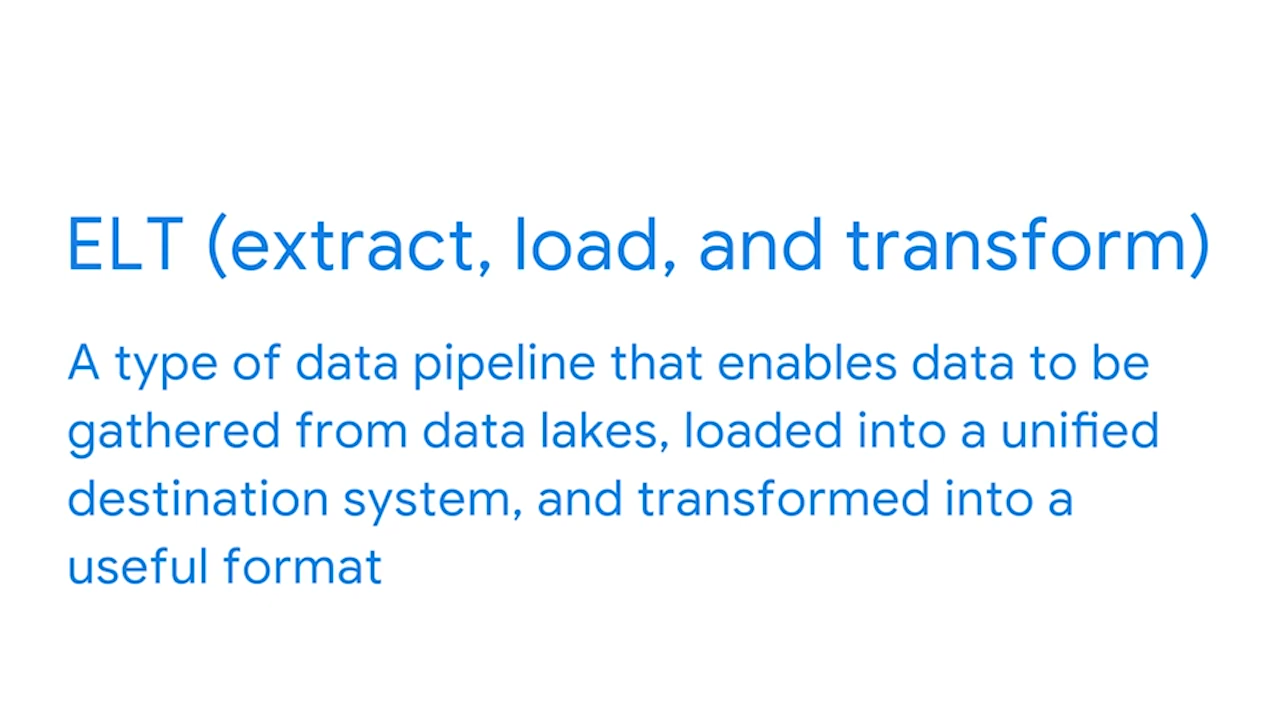 ELT (extract, load, and transform)
A type of data pipeline that enables data to be
gathered from data lakes, loaded into a unified
destination system, and transformed into a
useful format